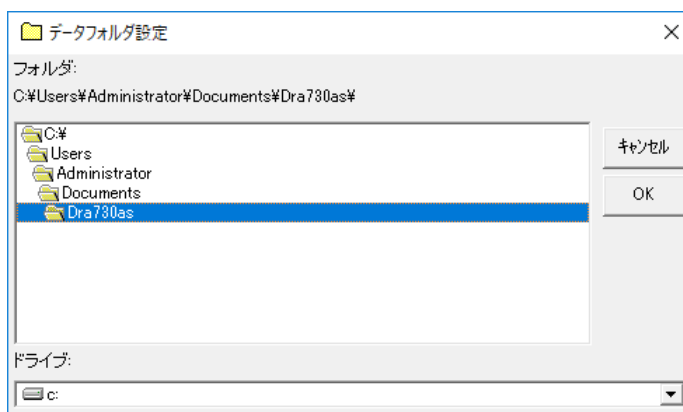 データフォルダ設定
フォルダ:
C:¥Users¥Administrator¥Documents¥Dra730as¥
C:¥
Users
Administrator
Documents
Dra730as
キャンセル
OK
ドライブ:
c: